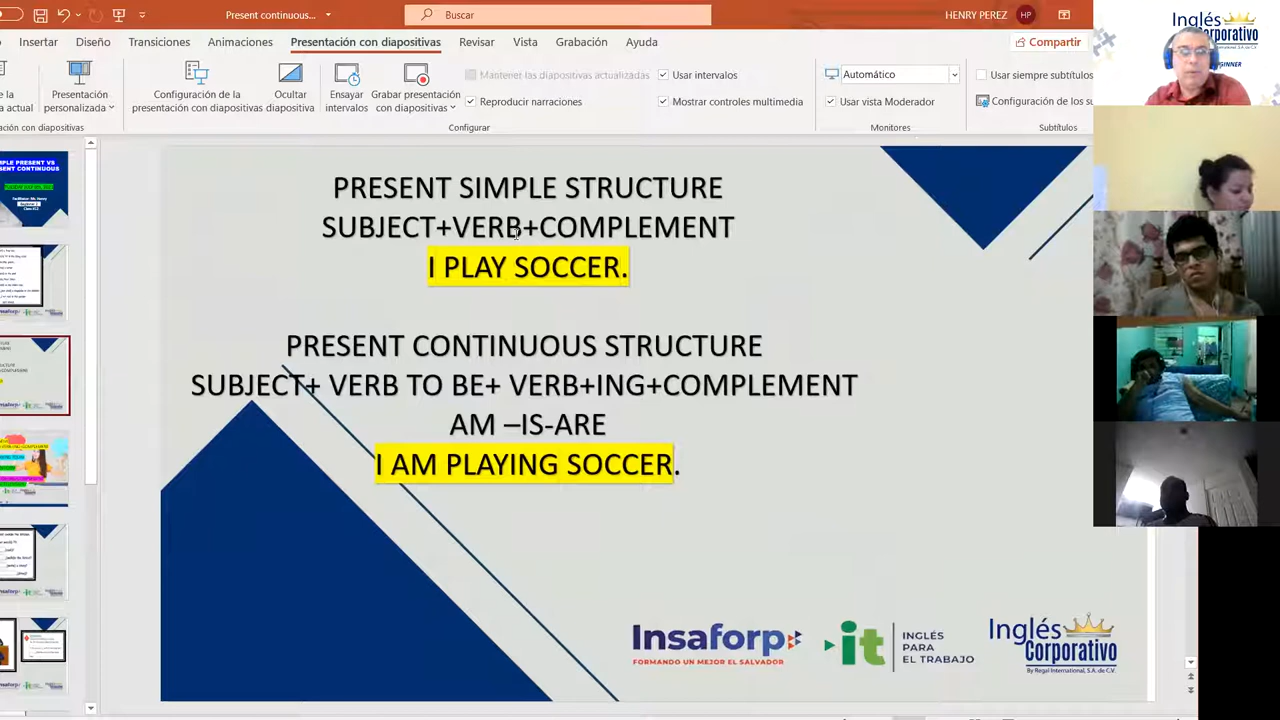 Present continuous...
Buscar
HENRY PEREZ
HP
Insertar
Diseño
Transiciones
Animaciones
Presentación con diapositivas
Revisar
Vista
Grabación
Ayuda
Compartir
Presentación
personalizada
Configuración de la
presentación con diapositivas
Ocultar
diapositiva
Ensayar
intervalos
Grabar presentación
con diapositivas
Mantener las diapositivas actualizadas
Reproducir narraciones
Usar intervalos
Mostrar controles multimedia
Configurar
Automático
Usar vista Moderador
Monitores
Usar siempre subtítulos
Configuración de los su
Subtítulos
Inglés
Corporativo
PRESENT SIMPLE STRUCTURE
SUBJECT+VERB+COMPLEMENT
I PLAY SOCCER.
PRESENT CONTINUOUS STRUCTURE
SUBJECT+ VERB TO BE+ VERB+ING+COMPLEMENT
AM –IS-ARE
I AM PLAYING SOCCER.
Insaforp
FORMANDO UN MEJOR EL SALVADOR
it
INGLÉS
PARA
EL TRABAJO
Inglés
Corporativo
By Regal International, S.A. de C.V.